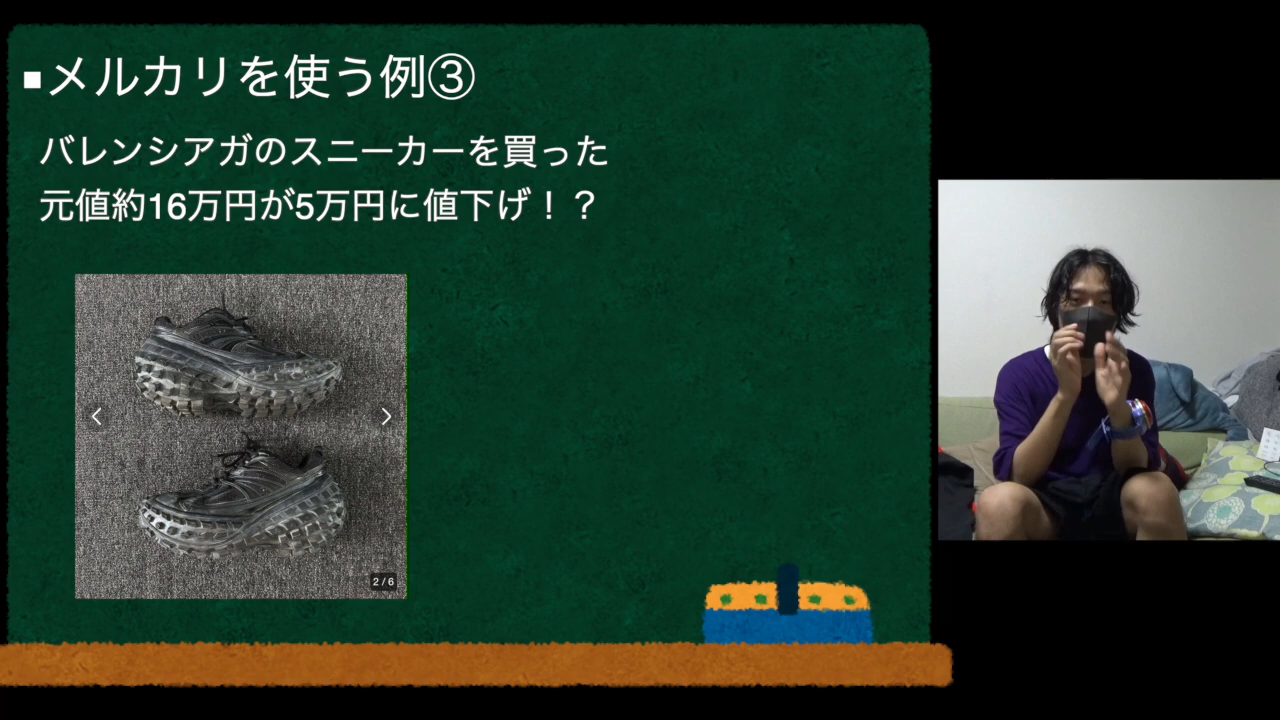 ■メルカリを使う例③
バレンシアガのスニーカーを買った
元値約16万円が5万円に値下げ！？
2 / 6